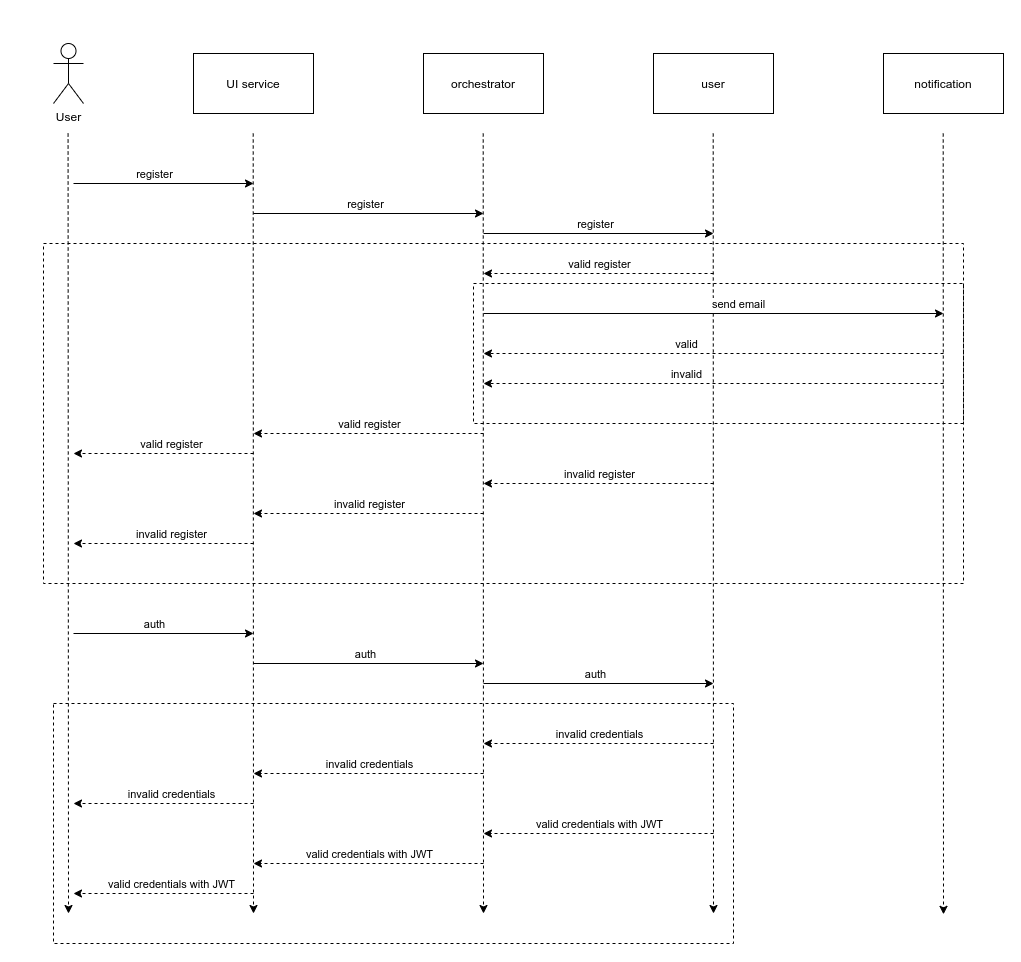 User
UI service
orchestrator
user
notification
register
register
register
valid register
send email
valid
invalid
valid register
valid register
invalid register
invalid register
invalid register
auth
auth
auth
invalid credentials
invalid credentials
invalid credentials
valid credentials with JWT
valid credentials with JWT
valid credentials with JWT